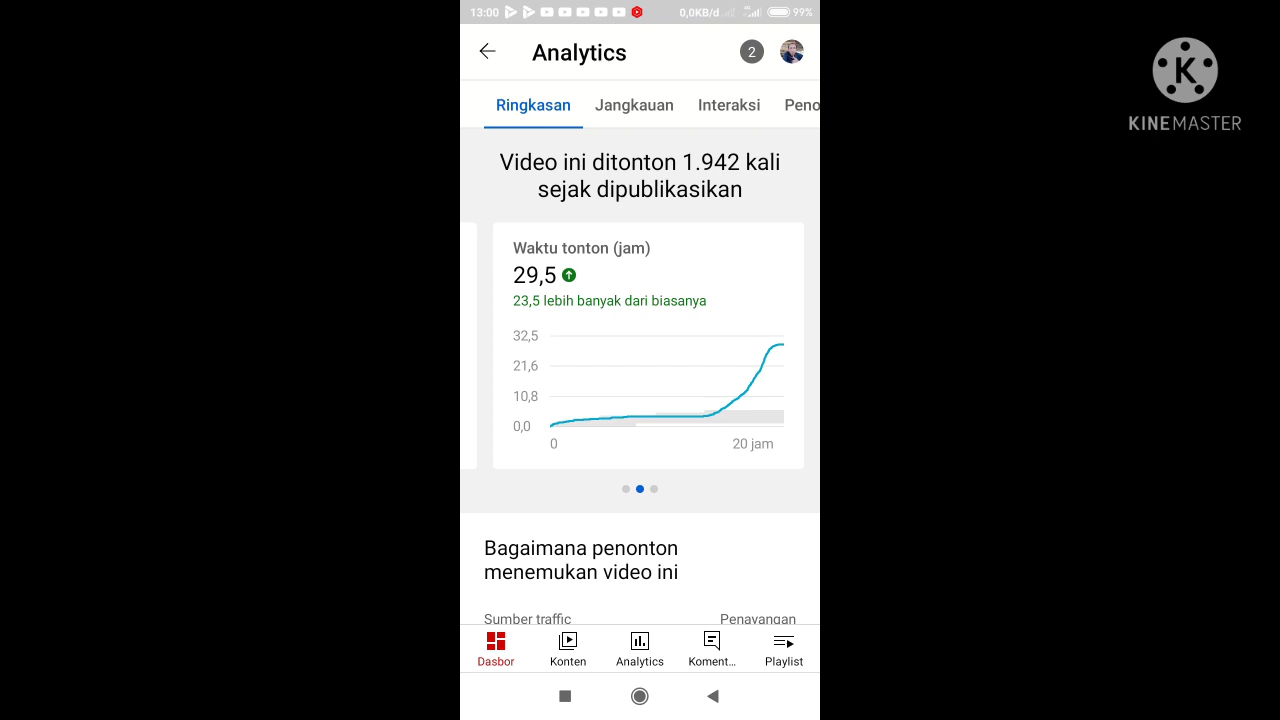 13:00 0,0KB/d 4G 99%
Analytics 2
Ringkasan Jangkauan Interaksi Peno
K
KINEMASTER
Video ini ditonton 1.942 kali
sejak dipublikasikan
Waktu tonton (jam)
29,5
23,5 lebih banyak dari biasanya
32,5
21,6
10,8
0,0
0 20 jam
Bagaimana penonton
menemukan video ini
Sumber traffic Penayangan
Dasbor Konten Analytics Koment... Playlist